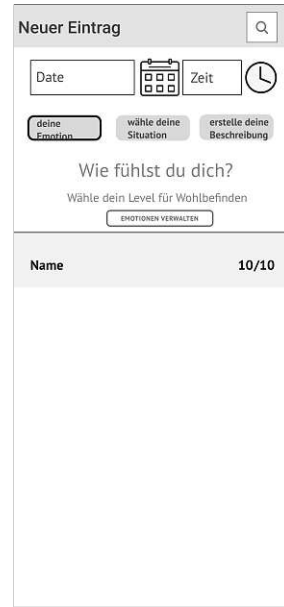 Neuer Eintrag
Date
Zeit
deine
Emotion
wähle deine
Situation
erstelle deine
Beschreibung
Wie fühlst du dich?
Wähle dein Level für Wohlbefinden
EMOTIONEN VERWALTEN
Name 10/10